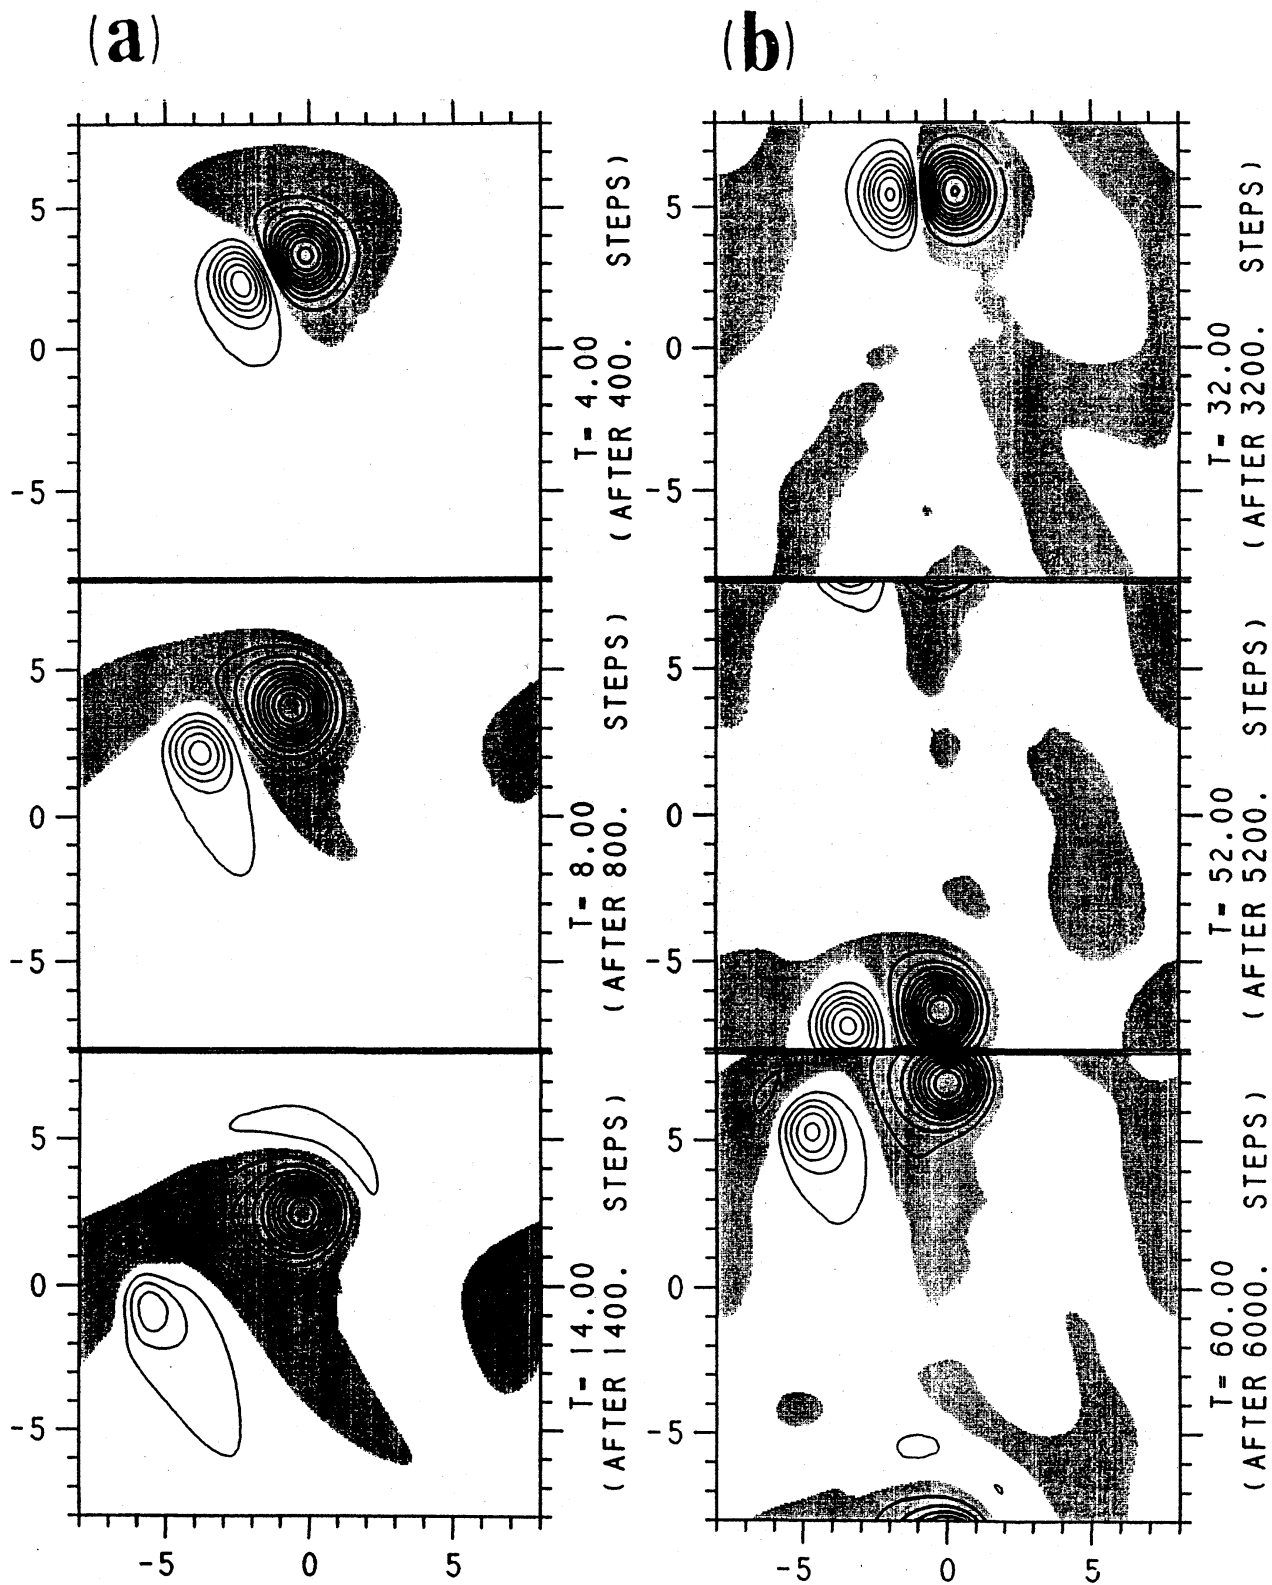 (a)
5
0
-5
T= 4.00
(AFTER 400. STEPS)
5
0
-5
T= 8.00
(AFTER 800. STEPS)
5
0
-5
T= 14.00
(AFTER 1400. STEPS)
-5 0 5
(b)
5
0
-5
T= 32.00
(AFTER 3200. STEPS)
5
0
-5
T= 52.00
(AFTER 5200. STEPS)
5
0
-5
T= 60.00
(AFTER 6000. STEPS)
-5 0 5